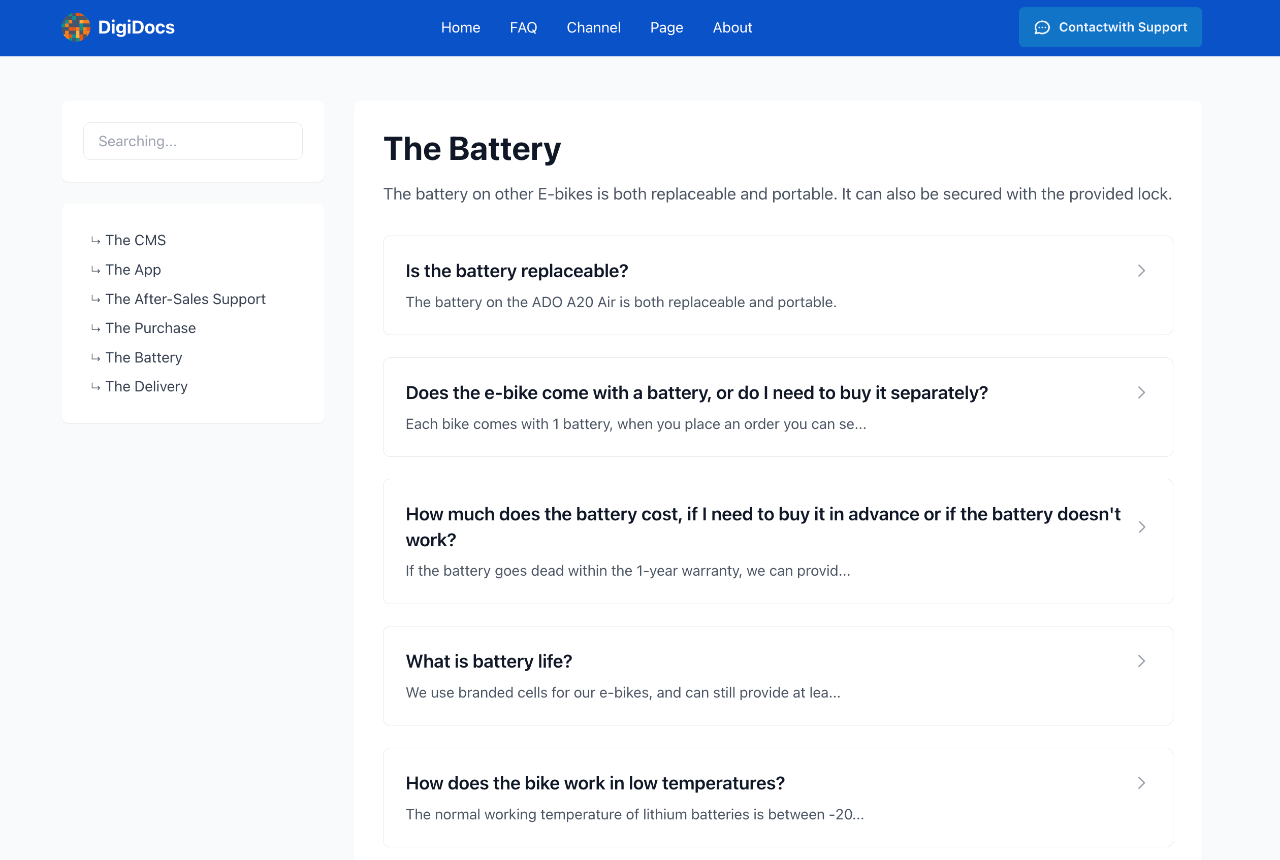 DigiDocs
Home
FAQ
Channel
Page
About
Contactwith Support
Searching...
↳ The CMS
↳ The App
↳ The After-Sales Support
↳ The Purchase
↳ The Battery
↳ The Delivery
The Battery
The battery on other E-bikes is both replaceable and portable. It can also be secured with the provided lock.
Is the battery replaceable?
The battery on the ADO A20 Air is both replaceable and portable.
Does the e-bike come with a battery, or do I need to buy it separately?
Each bike comes with 1 battery, when you place an order you can se...
How much does the battery cost, if I need to buy it in advance or if the battery doesn't
work?
If the battery goes dead within the 1-year warranty, we can provid...
What is battery life?
We use branded cells for our e-bikes, and can still provide at lea...
How does the bike work in low temperatures?
The normal working temperature of lithium batteries is between -20...